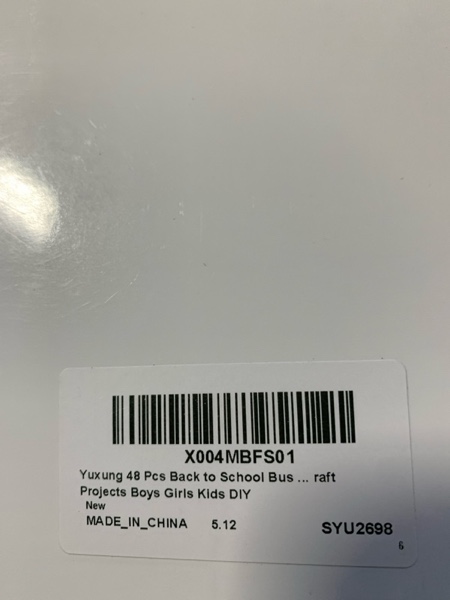 X004MBFS01
Yuxung 48 Pcs Back to School Bus ... raft
Projects Boys Girls Kids DIY
New
MADE_IN_CHINA 5.12 SYU2698
6